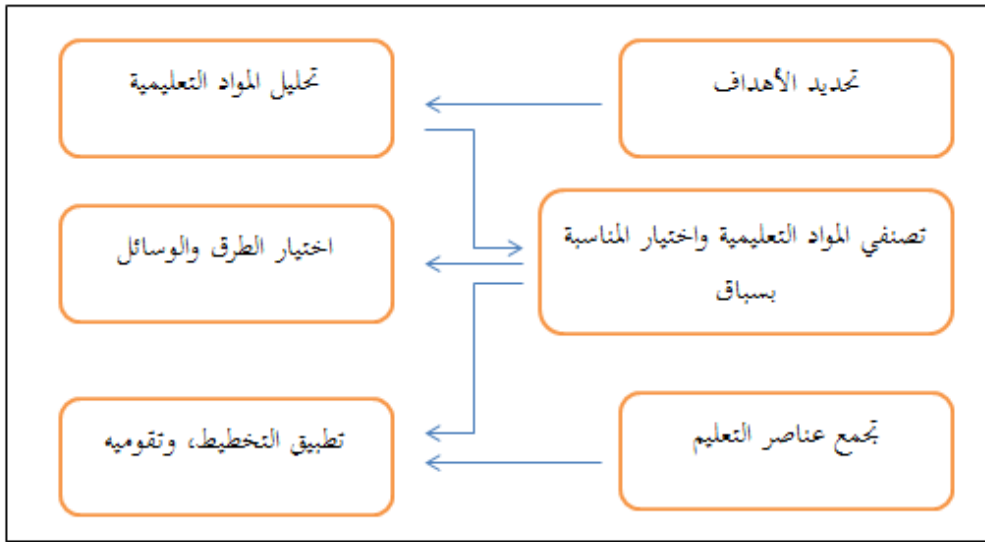 تحديد الأهداف
تحليل المواد التعليمية
تصنفي المواد التعليمية واختيار المناسبة
بسباق
اختيار الطرق والوسائل
تجمع عناصر التعليم
تطبيق التخطيط، وتقوميه